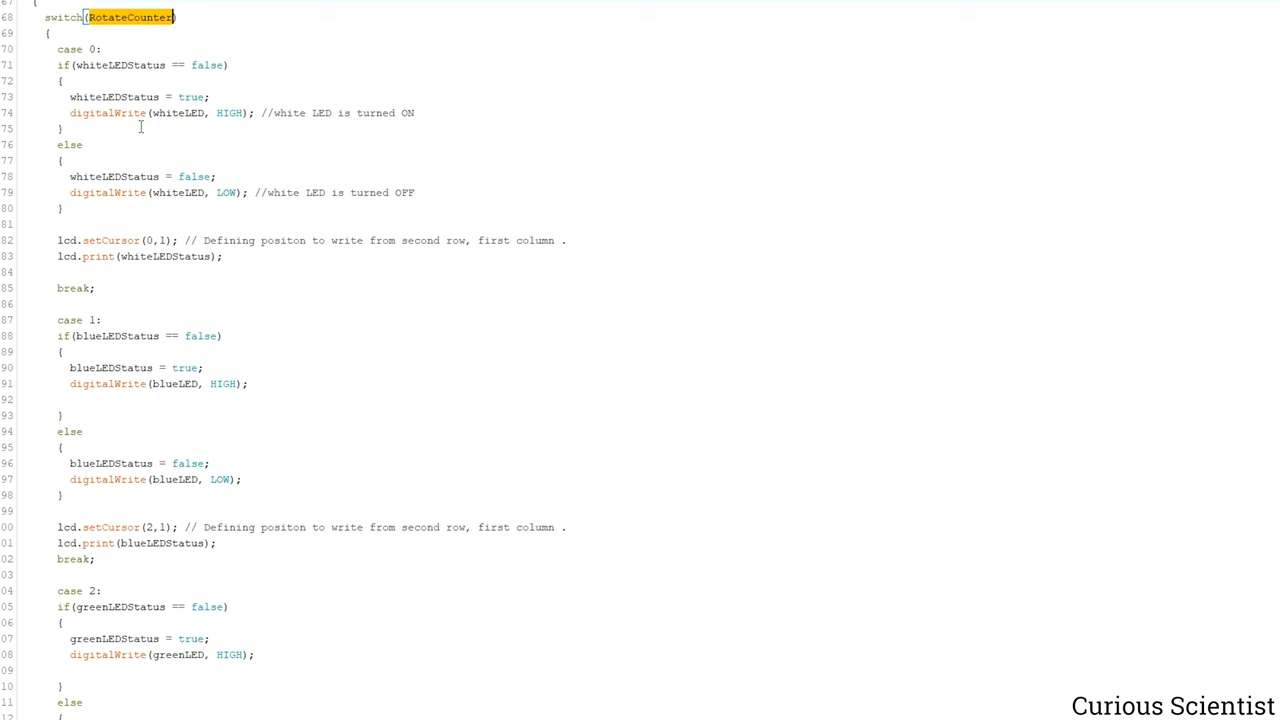 67 {
68 switch(RotateCounter)
69 {
70 case 0:
71 if(whiteLEDStatus == false)
72 {
73 whiteLEDStatus = true;
74 digitalWrite(whiteLED, HIGH); //white LED is turned ON
75 }
76 else
77 {
78 whiteLEDStatus = false;
79 digitalWrite(whiteLED, LOW); //white LED is turned OFF
80 }
81
82 lcd.setCursor(0,1); // Defining positon to write from second row, first column .
83 lcd.print(whiteLEDStatus);
84
85 break;
86
87 case 1:
88 if(blueLEDStatus == false)
89 {
90 blueLEDStatus = true;
91 digitalWrite(blueLED, HIGH);
92
93 }
94 else
95 {
96 blueLEDStatus = false;
97 digitalWrite(blueLED, LOW);
98 }
99
00 lcd.setCursor(2,1); // Defining positon to write from second row, first column .
01 lcd.print(blueLEDStatus);
02 break;
03
04 case 2:
05 if(greenLEDStatus == false)
06 {
07 greenLEDStatus = true;
08 digitalWrite(greenLED, HIGH);
09
10 }
11 else
12 {
Curious Scientist